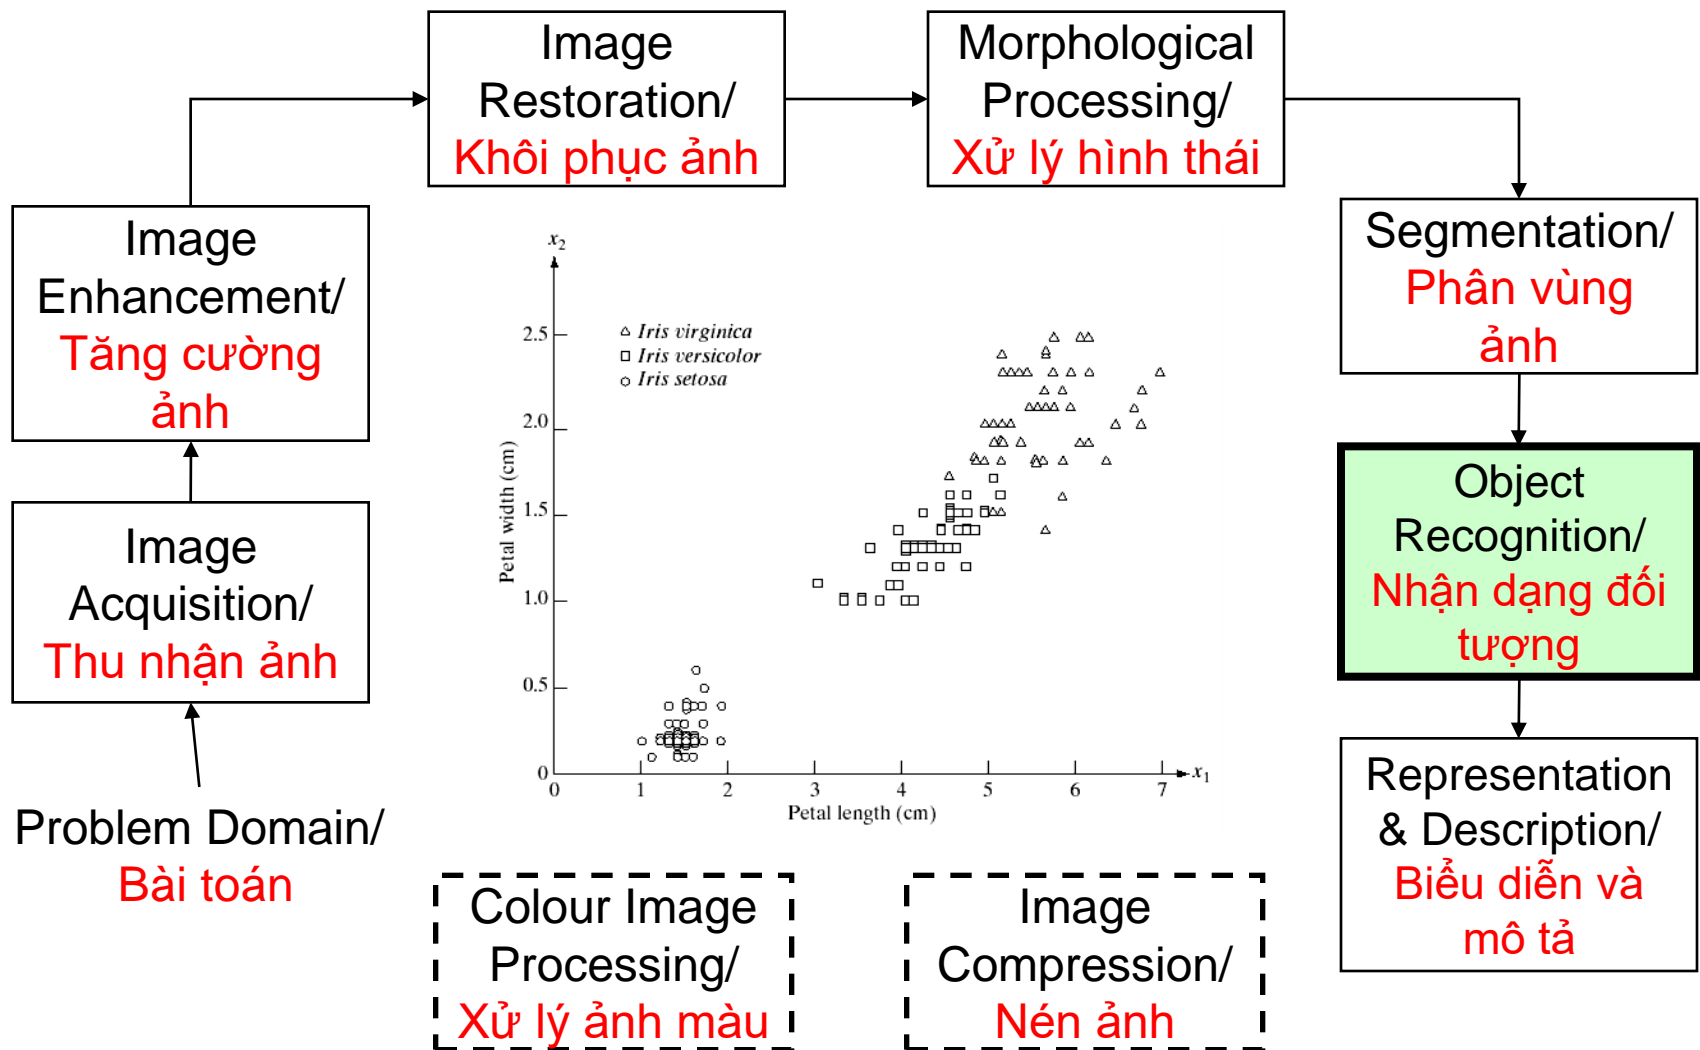 Image
Restoration/
Khôi phục ảnh
Morphological
Processing/
Xử lý hình thái
Image
Enhancement/
Tăng cường
ảnh
Segmentation/
Phân vùng
ảnh
Image
Acquisition/
Thu nhận ảnh
Object
Recognition/
Nhận dạng đối
tượng
Problem Domain/
Bài toán
Representation
& Description/
Biểu diễn và
mô tả
x2
Iris virginica
Iris versicolor
Iris setosa
2.5
2.0
1.5
1.0
0.5
0
Petal width (cm)
0 1 2 3 4 5 6 7
x1
Petal length (cm)
Colour Image
Processing/
Xử lý ảnh màu
Image
Compression/
Nén ảnh